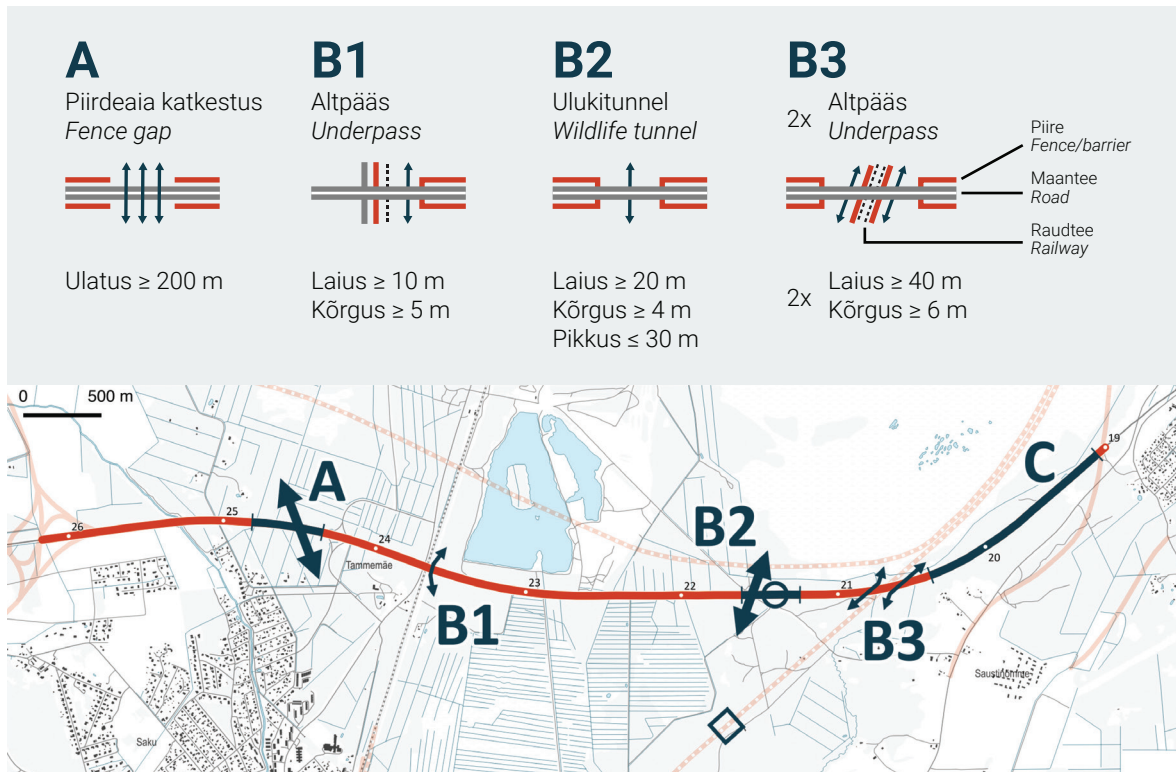 A
Piirdeaia katkestus
Fence gap
Ulatus ≥ 200 m
B1
Altpääs
Underpass
Laius ≥ 10 m
Kõrgus ≥ 5 m
B2
Ulukitunnel
Wildlife tunnel
Laius ≥ 20 m
Kõrgus ≥ 4 m
Pikkus ≤ 30 m
B3
2x Altpääs
Underpass
2x Laius ≥ 40 m
Kõrgus ≥ 6 m
Piire
Fence/barrier
Maantee
Road
Raudtee
Railway
0 500 m
19
C
A
B2
25
26
24
20
Tammemäe
23
22
21
B1
B3
Saustinõmme
Saku